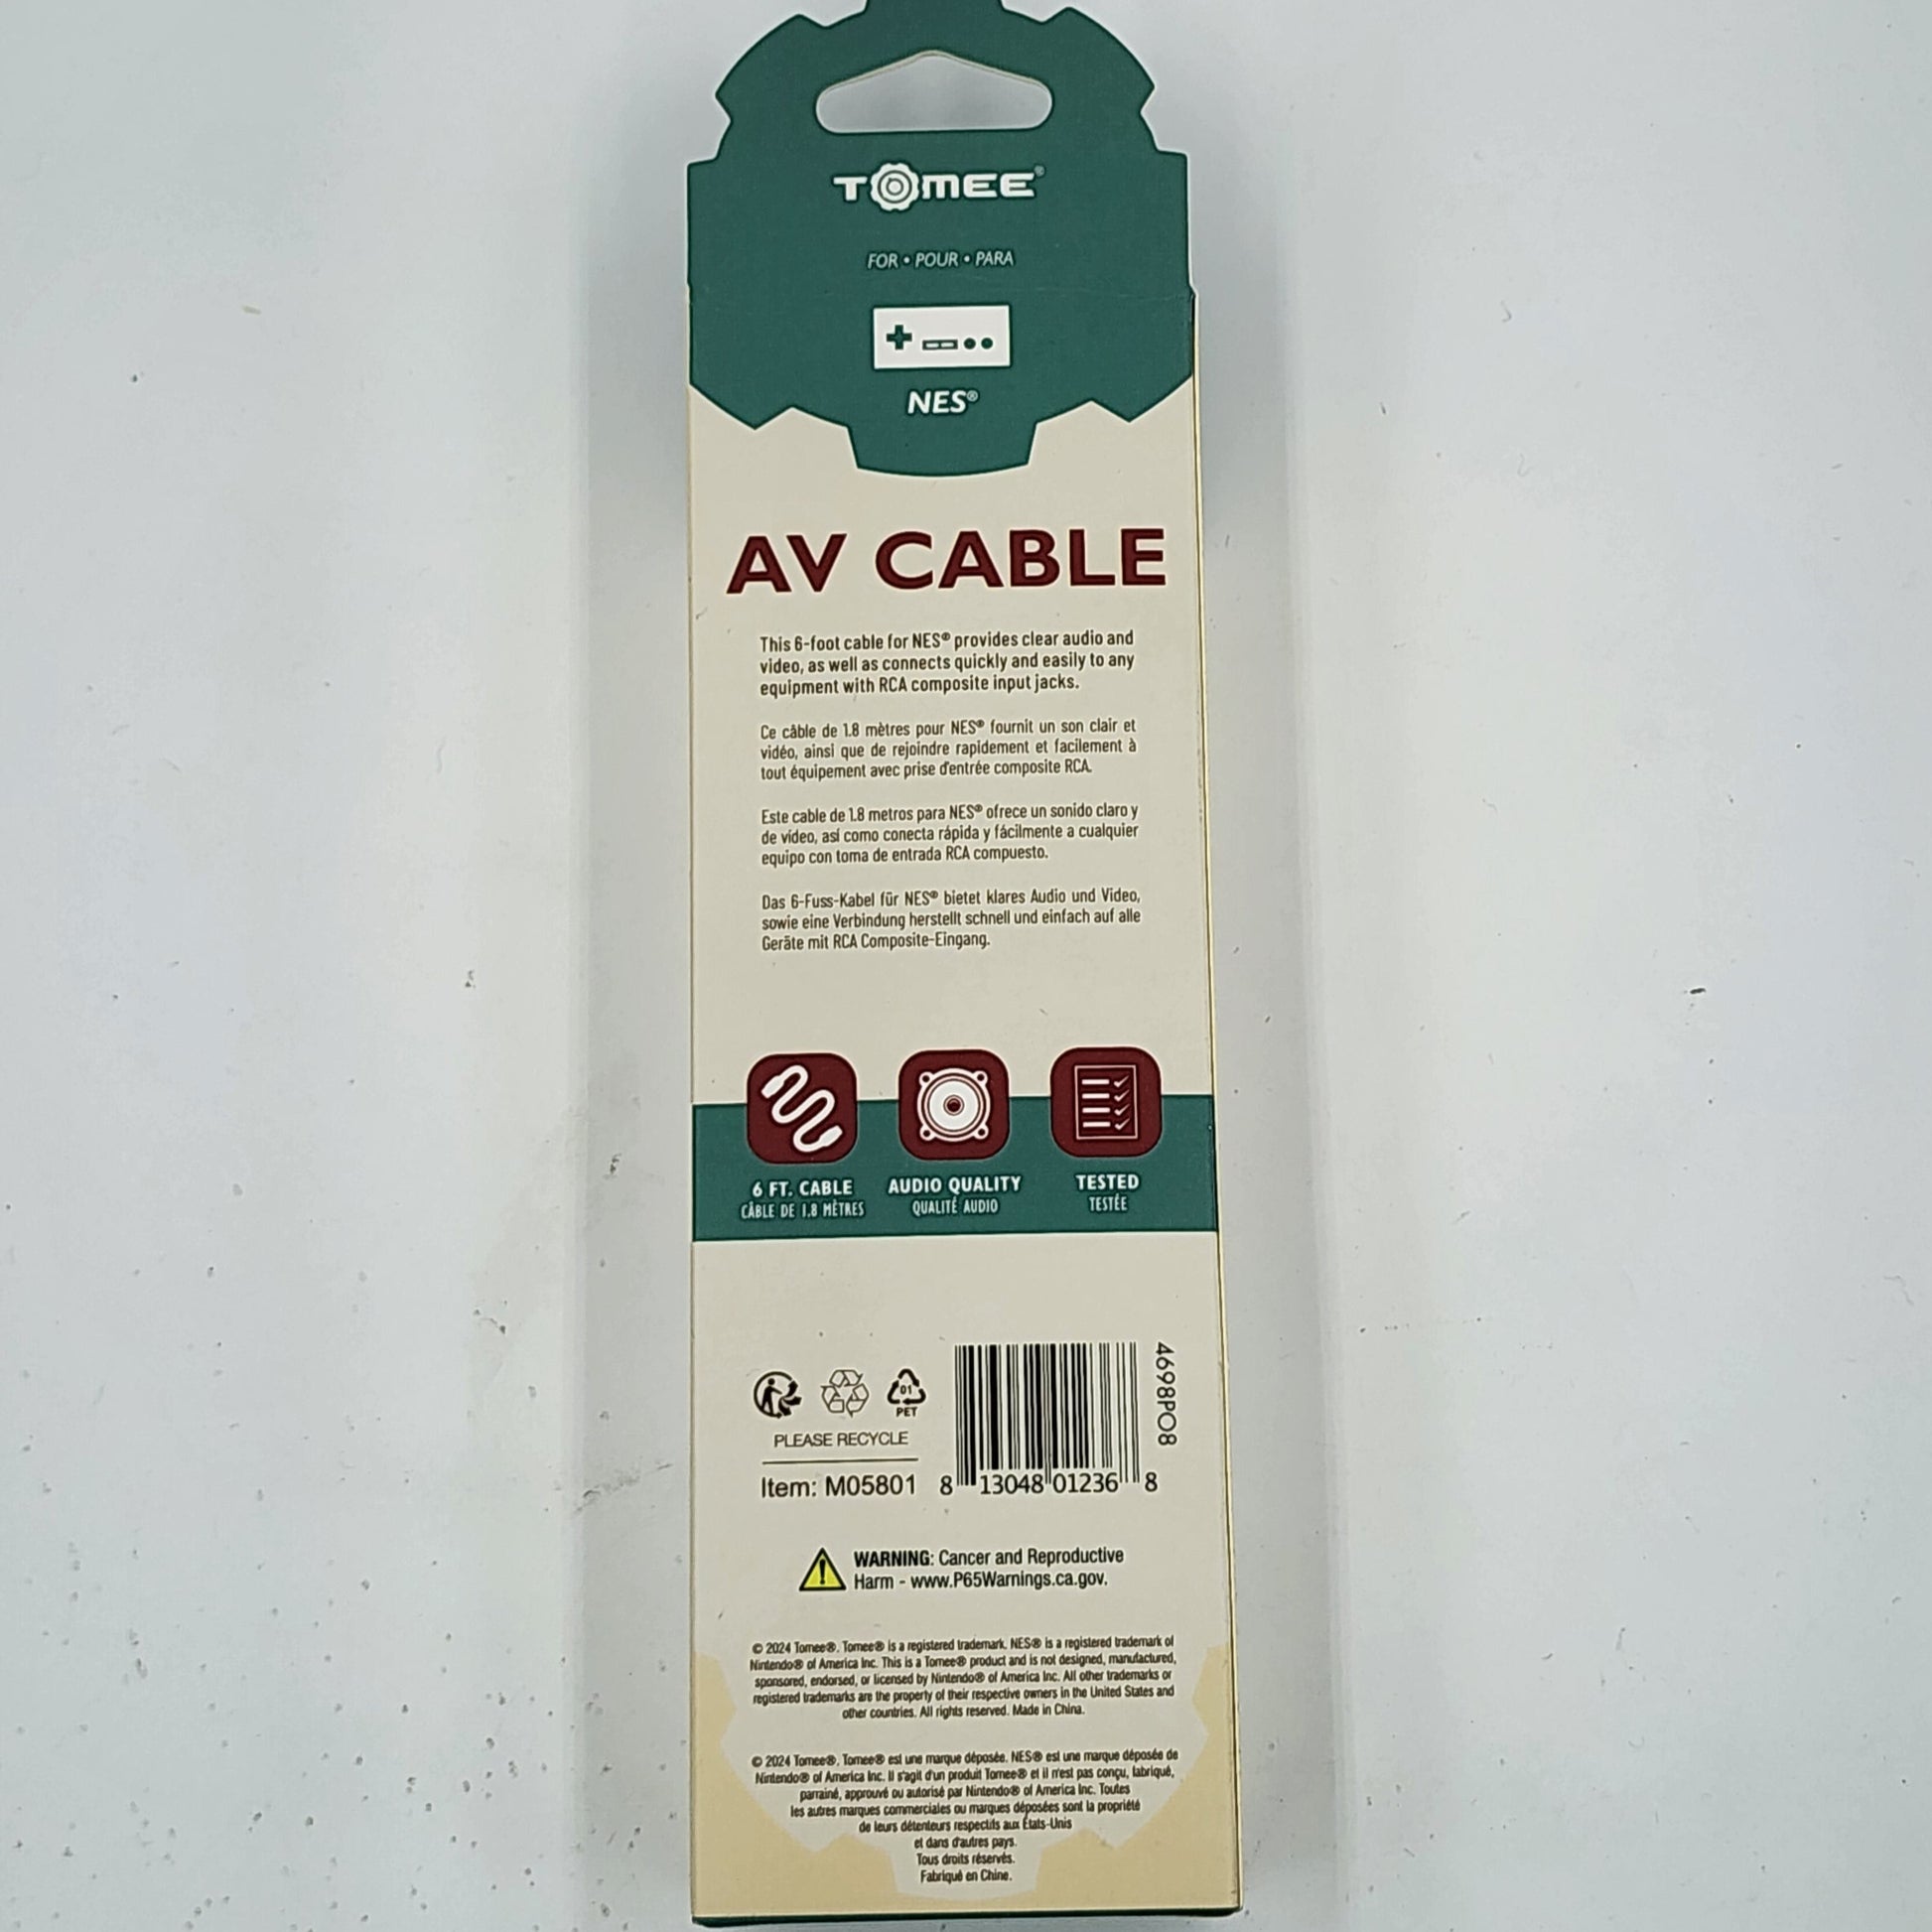 TOMEE®
FOR • POUR • PARA
NES®
AV CABLE
This 6-foot cable for NES® provides clear audio and
video, as well as connects quickly and easily to any
equipment with RCA composite input jacks.
Ce câble de 1.8 mètres pour NES® fournit un son clair et
vidéo, ainsi que de rejoindre rapidement et facilement à
tout équipement avec prise d'entrée composite RCA.
Este cable de 1.8 metros para NES® ofrece un sonido claro y
de vídeo, así como conecta rápida y fácilmente a cualquier
equipo con toma de entrada RCA compuesto.
Das 6-Fuss-Kabel für NES® bietet klares Audio und Video,
sowie eine Verbindung herstellt schnell und einfach auf alle
Geräte mit RCA Composite-Eingang.
6 FT. CABLE
CÂBLE DE 1.8 MÈTRES
AUDIO QUALITY
QUALITÉ AUDIO
TESTED
TESTÉE
01
PET
PLEASE RECYCLE
Item: M05801
8 13048 01236 8
4698P08
WARNING: Cancer and Reproductive
Harm - www.P65Warnings.ca.gov.
© 2024 Tomee®. Tomee® is a registered trademark. NES® is a registered trademark of
Nintendo® of America Inc. This is a Tomee® product and is not designed, manufactured,
sponsored, endorsed, or licensed by Nintendo® of America Inc. All other trademarks or
registered trademarks are the property of their respective owners in the United States and
other countries. All rights reserved. Made in China.
© 2024 Tomee®. Tomee® est une marque déposée. NES® est une marque déposée de
Nintendo® of America Inc. Il s'agit d'un produit Tomee® et il n'est pas conçu, fabriqué,
parrainé, approuvé ou autorisé par Nintendo® of America Inc. Toutes
les autres marques commerciales ou marques déposées sont la propriété
de leurs détenteurs respectifs aux États-Unis
et dans d'autres pays.
Tous droits réservés.
Fabriqué en Chine.